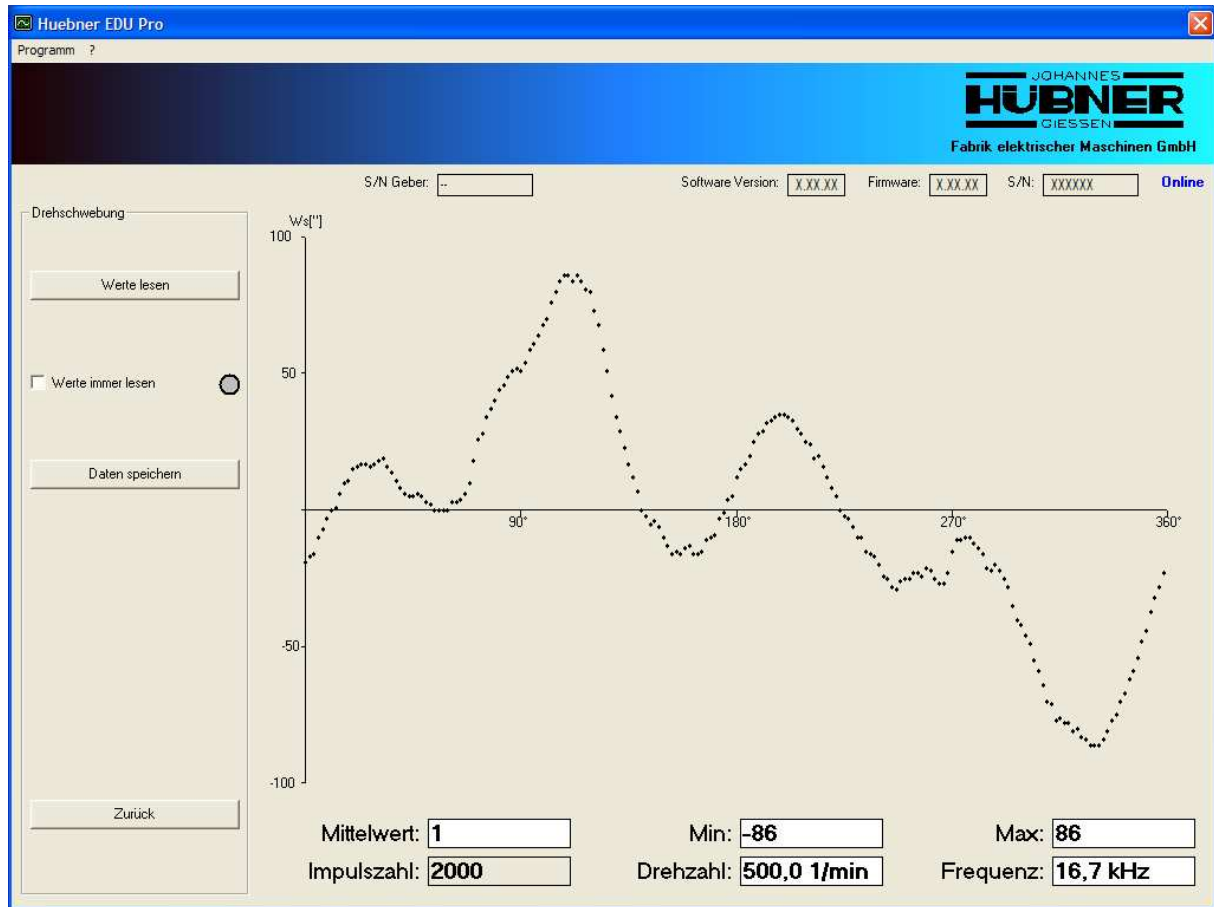 Huebner EDU Pro
Programm ?
JOHANNES
HÜBNER
GIESSEN
Fabrik elektrischer Maschinen GmbH
S/N Geber: -- Software Version: X.XX.XX Firmware: X.XX.XX S/N: XXXXXX Online
Drehschwebung
Ws["]
100
Werte lesen
50
Werte immer lesen
Daten speichern
90° 180° 270° 360°
-50
-100
Zurück
Mittelwert: 1 Min: -86 Max: 86
Impulszahl: 2000 Drehzahl: 500,0 1/min Frequenz: 16,7 kHz